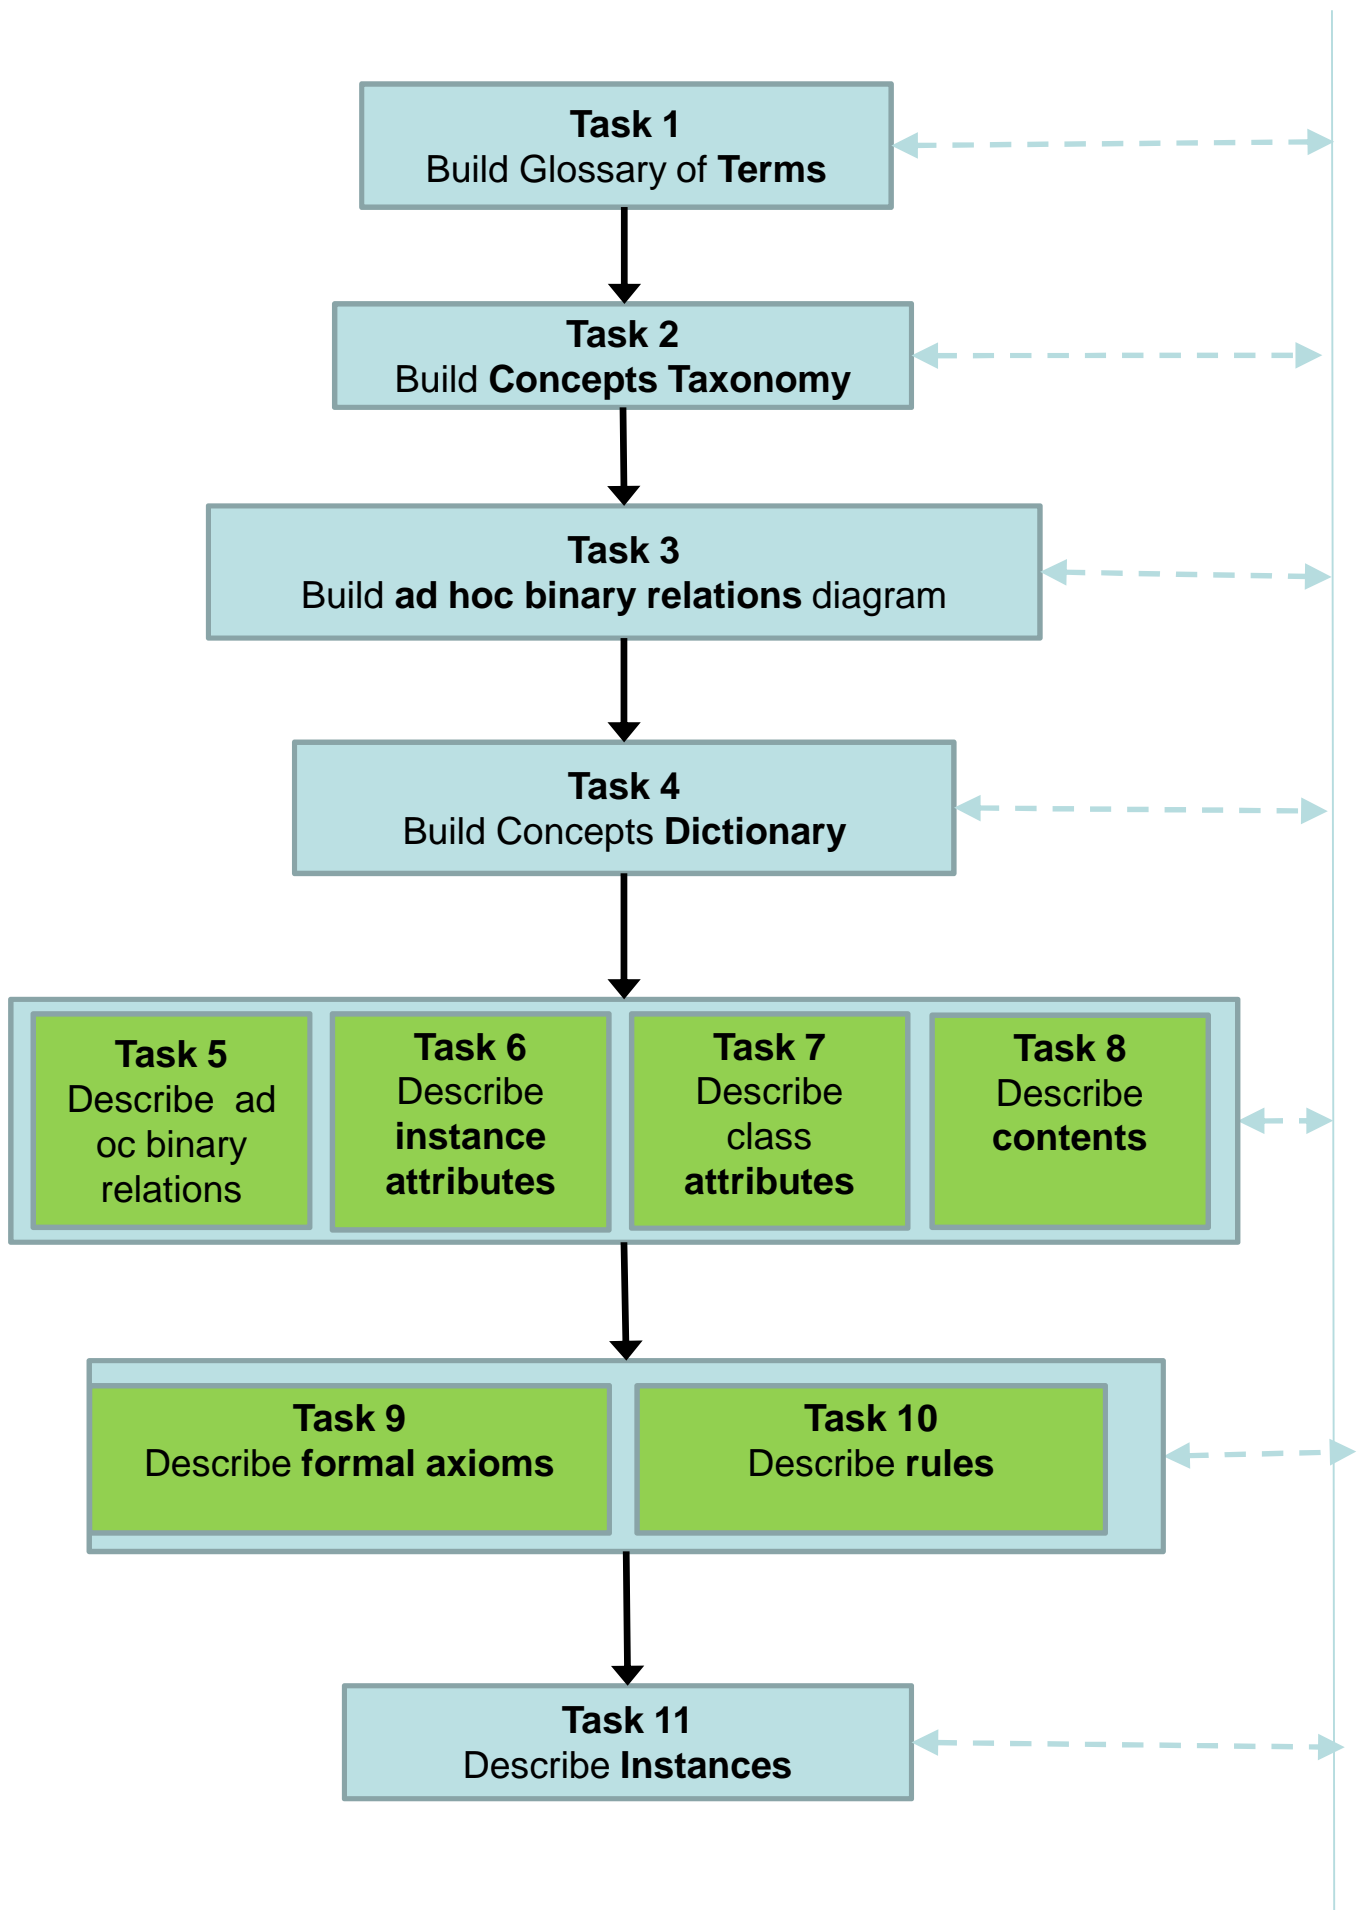 Task 1
Build Glossary of Terms
Task 2
Build Concepts Taxonomy
Task 3
Build ad hoc binary relations diagram
Task 4
Build Concepts Dictionary
Task 5
Describe  ad
oc binary
relations
Task 6
Describe
instance
attributes
Task 7
Describe
class
attributes
Task 8
Describe
contents
Task 9
Describe formal axioms
Task 10
Describe rules
Task 11
Describe Instances